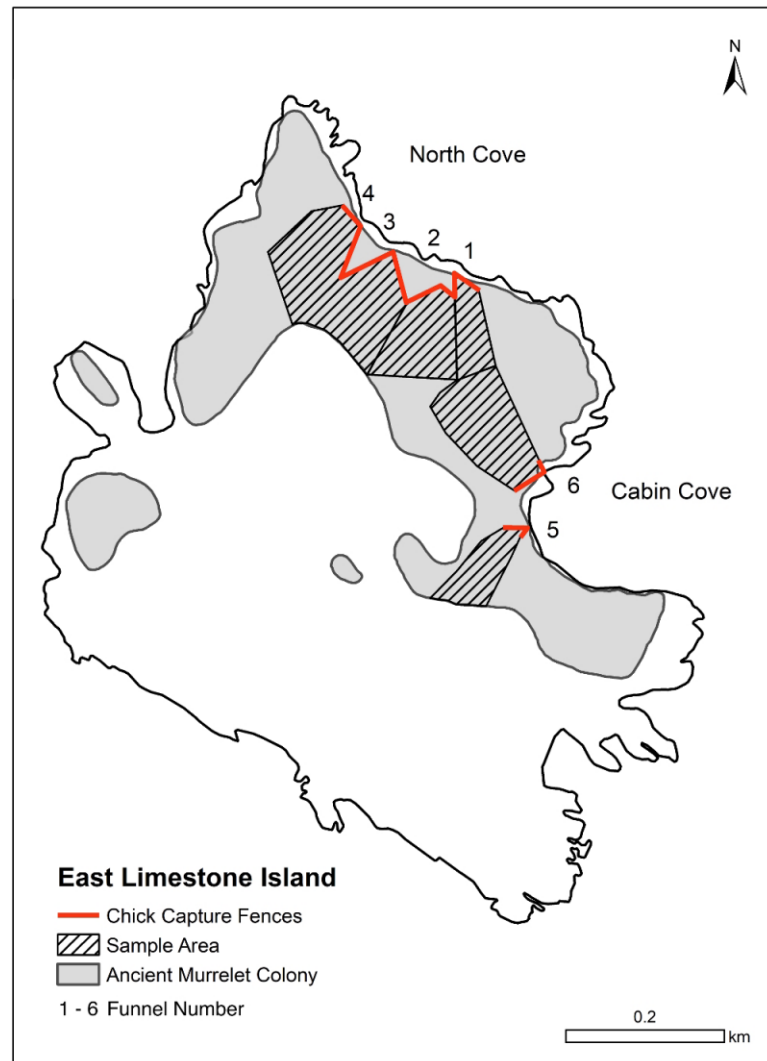 N
North Cove
4
3
2
1
6
Cabin Cove
5
East Limestone Island
Chick Capture Fences
Sample Area
Ancient Murrelet Colony
1 - 6 Funnel Number
0.2
km